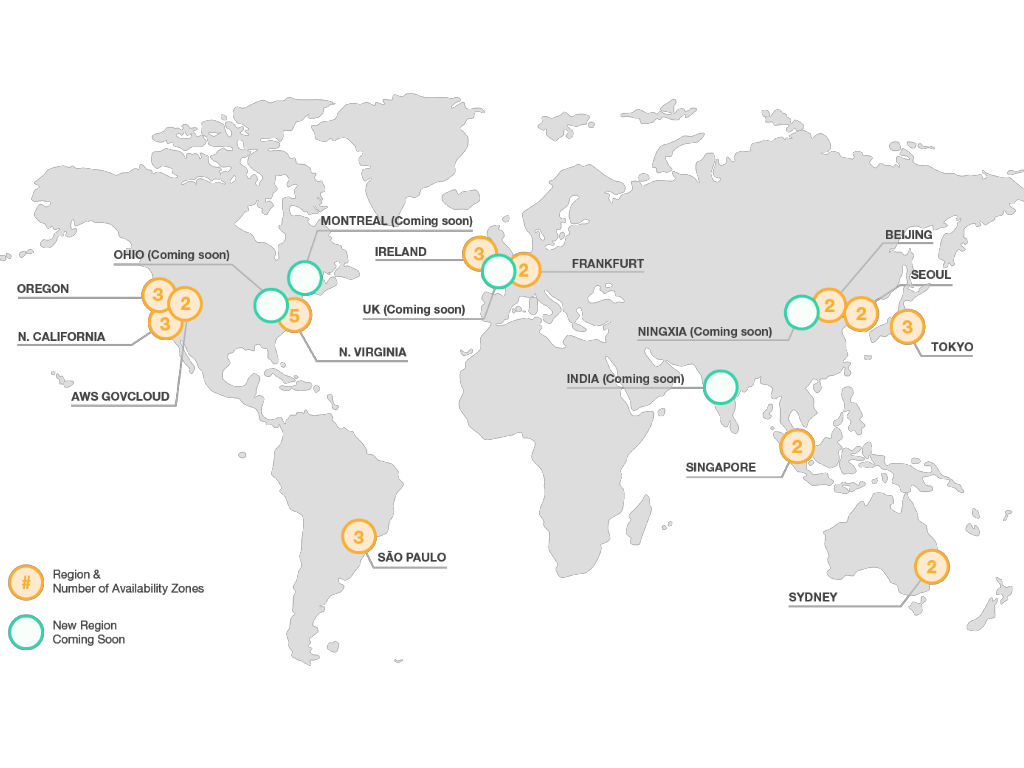 MONTREAL (Coming soon)
OHIO (Coming soon)
IRELAND
3
2
FRANKFURT
BEIJING
SEOUL
OREGON
3
2
3
N. CALIFORNIA
5
N. VIRGINIA
UK (Coming soon)
NINGXIA (Coming soon)
2
2
3
TOKYO
INDIA (Coming soon)
AWS GOVCLOUD
2
SINGAPORE
3
SÃO PAULO
2
SYDNEY
#
Region &
Number of Availability Zones
New Region
Coming Soon